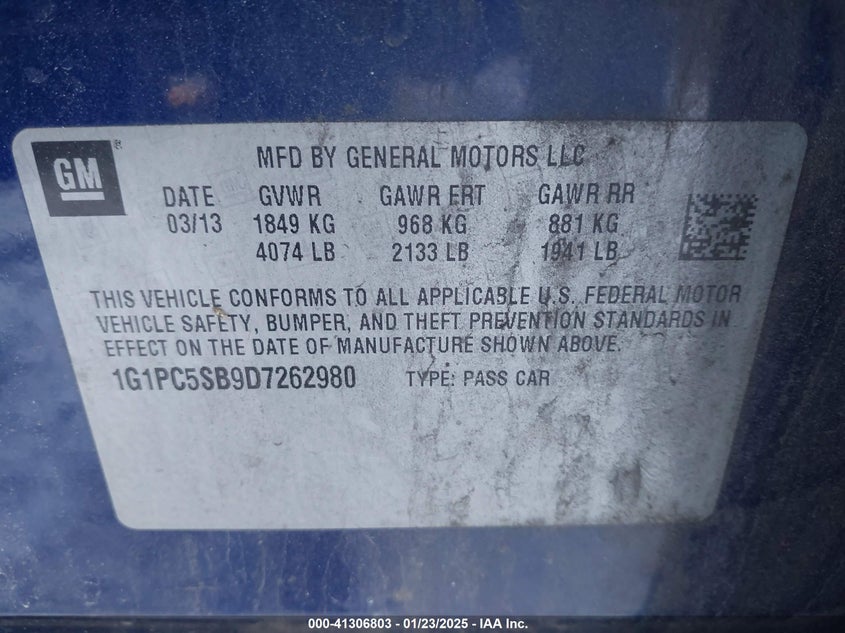 GM
MFD BY GENERAL MOTORS LLC
DATE GVWR GAWR FRT GAWR RR
03/13 1849 KG 968 KG 881 KG
4074 LB 2133 LB 1941 LB
THIS VEHICLE CONFORMS TO ALL APPLICABLE U.S. FEDERAL MOTOR
VEHICLE SAFETY, BUMPER, AND THEFT PREVENTION STANDARDS IN
EFFECT ON THE DATE OF MANUFACTURE SHOWN ABOVE.
1G1PC5SB9D7262980 TYPE: PASS CAR
000-41306803 — 01/23/2025 — IAA Inc.